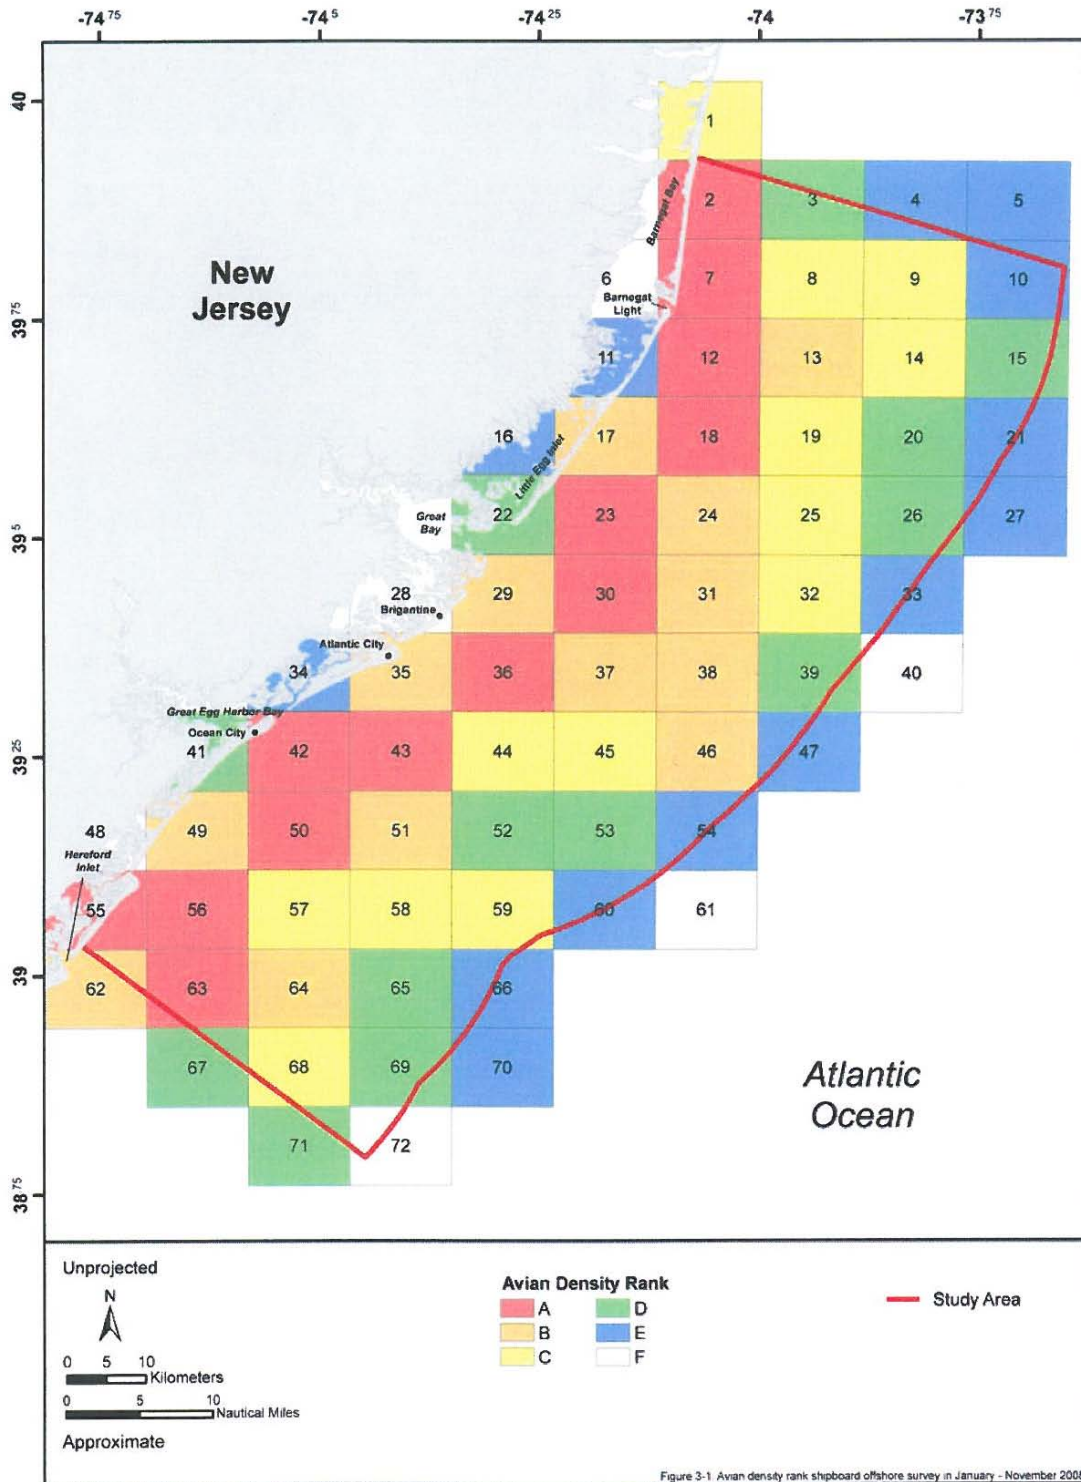 -74 75 -74 5 -74 25 -74 -73 75
40
1
2 3 4 5
Barnegat Bay
New
Jersey
6 7 8 9 10
Barnegat
Light
39 75
11 12 13 14 15
16 17 18 19 20 21
Little Egg Inlet
Great
Bay
22 23 24 25 26 27
39 5
28 29 30 31 32 33
Brigantine
Atlantic City
34 35 36 37 38 39 40
Great Egg Harbor Bay
Ocean City
41 42 43 44 45 46 47
39 25
48 49 50 51 52 53 54
Hereford
Inlet
55 56 57 58 59 60 61
39
62 63 64 65 66
67 68 69 70
Atlantic
Ocean
71 72
38 75
Unprojected
N
0 5 10
Kilometers
0 5 10
Nautical Miles
Approximate
Avian Density Rank
A D
B E
C F
Study Area
Figure 3-1 Avian density rank shipboard offshore survey in January - November 2008